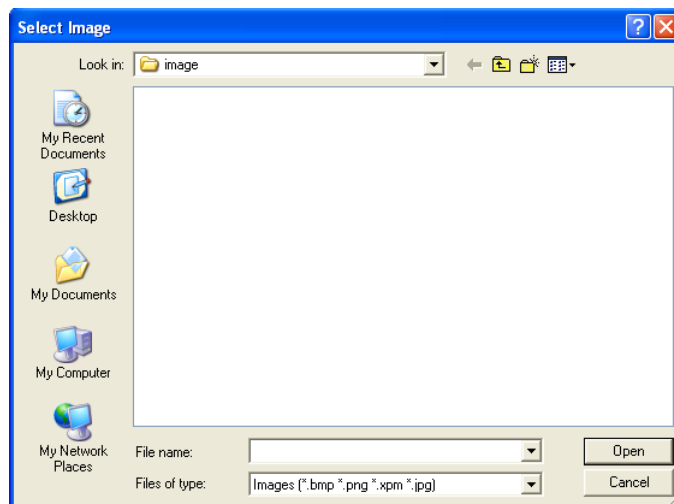 Select Image
Look in: image
My Recent
Documents
Desktop
My Documents
My Computer
My Network
Places
File name:
Open
Files of type: Images (*.bmp *.png *.xpm *.jpg)
Cancel